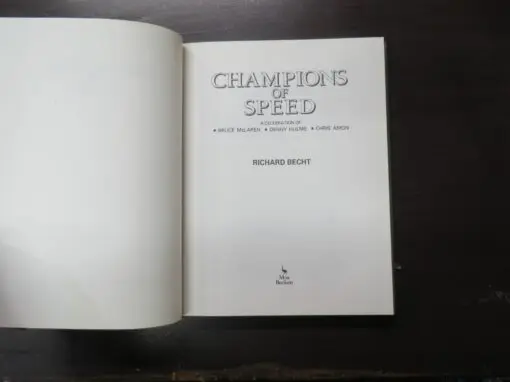 CHAMPIONS
OF
SPEED
A CELEBRATION OF
• BRUCE McLAREN • DENNY HULME • CHRIS AMON
RICHARD BECHT
Moa
Beckett